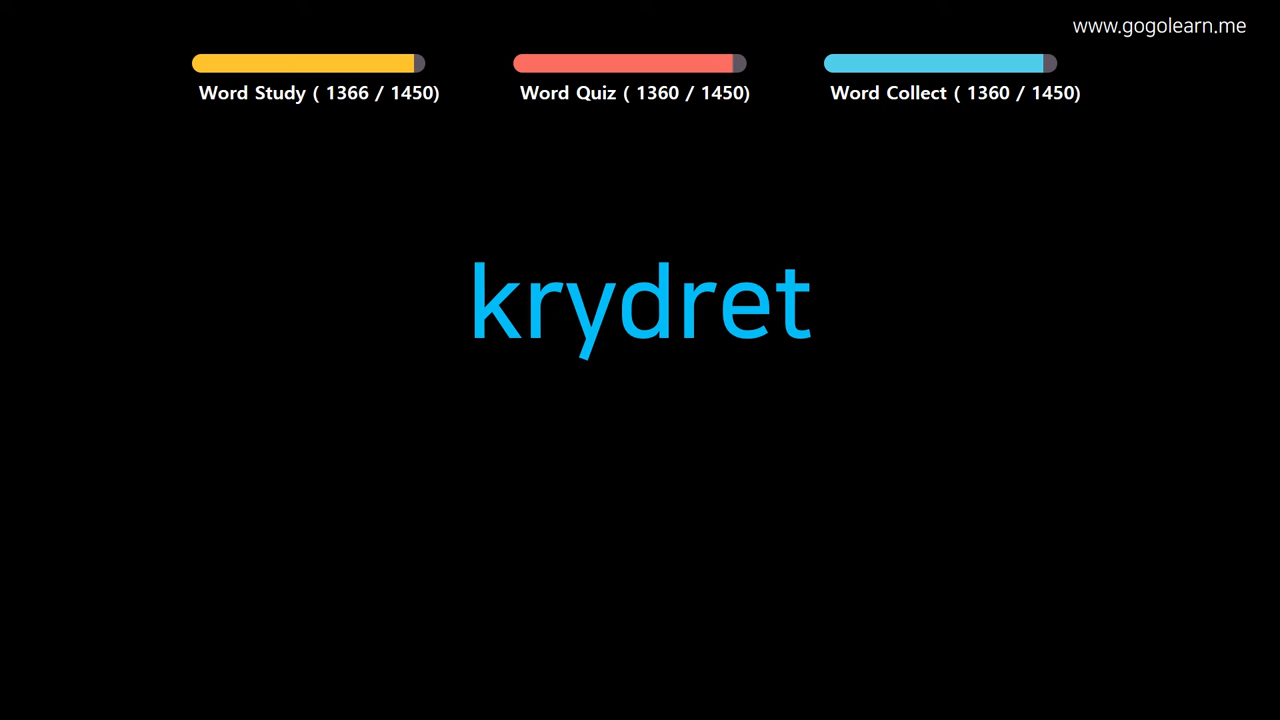 www.gogolearn.me
Word Study ( 1366 / 1450)
Word Quiz ( 1360 / 1450)
Word Collect ( 1360 / 1450)
krydret